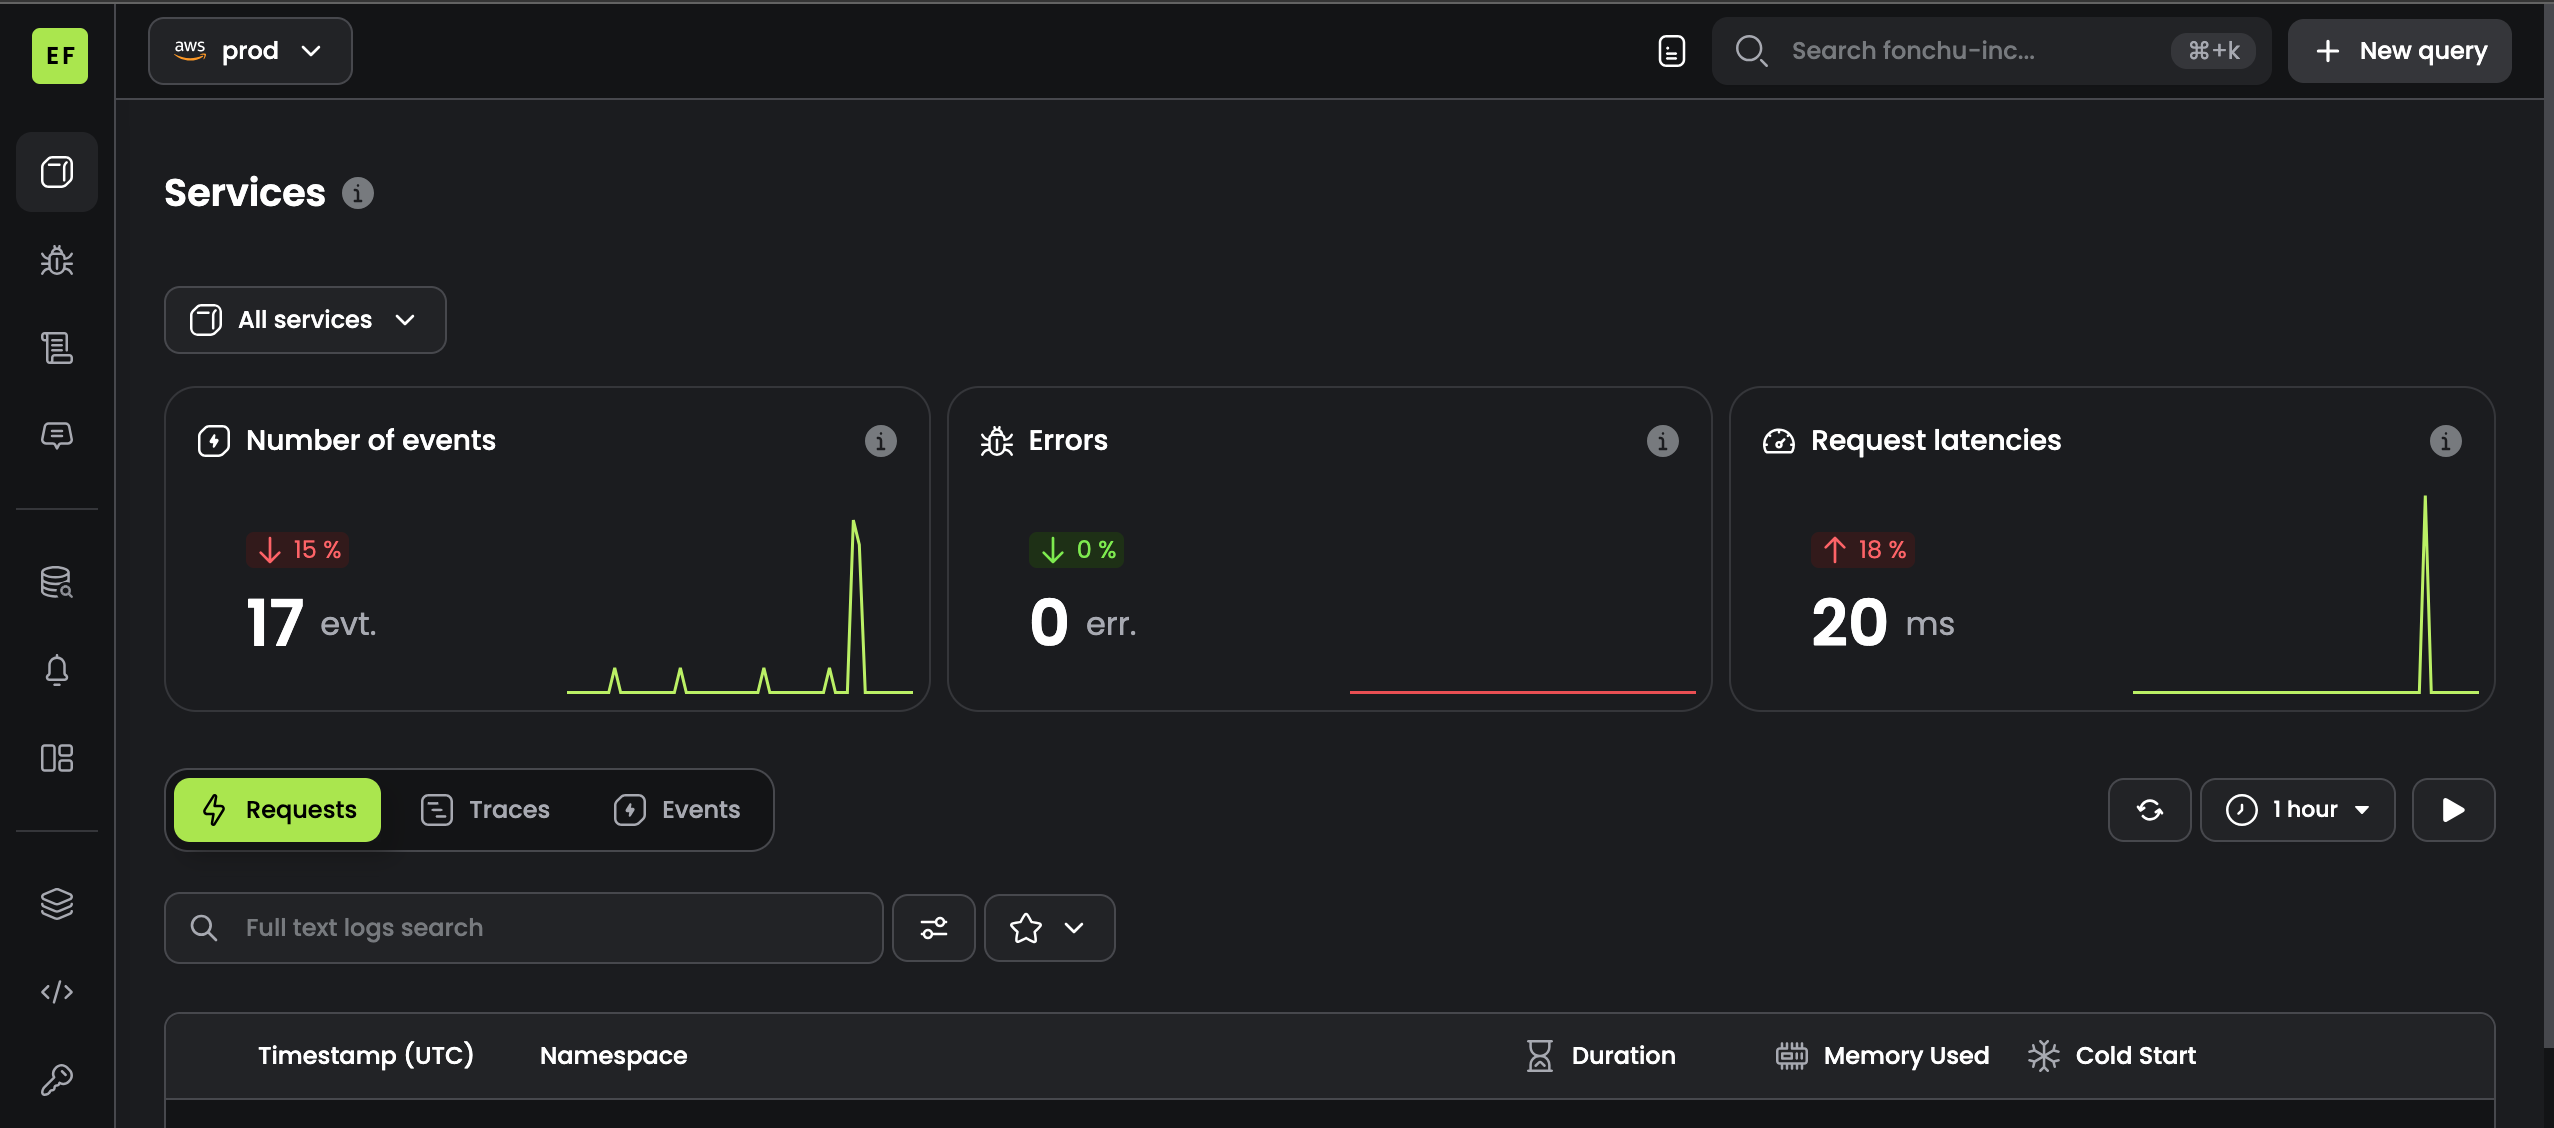 EF
aws prod
Search fonchu-inc...
⌘+k
New query
Services
All services
Number of events
15 %
17 evt.
Errors
0 %
0 err.
Request latencies
18 %
20 ms
Requests
Traces
Events
1 hour
Full text logs search
Timestamp (UTC)
Namespace
Duration
Memory Used
Cold Start